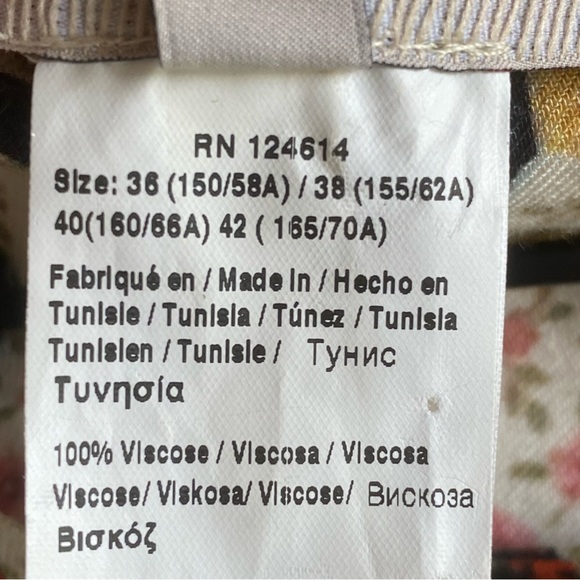 RN 124614
Size: 36 (150/58A) / 38 (155/62A)
40(160/66A) 42 ( 165/70A)
Fabriqué en / Made in / Hecho en
Tunisie / Tunisia / Túnez / Tunisia
Tunisien / Tunisie / Тунис
Τυνησία
100% Viscose / Viscosa / Viscosa
Viscose/ Viskosa/ Viscose/ Вискоза
Βισκόζ